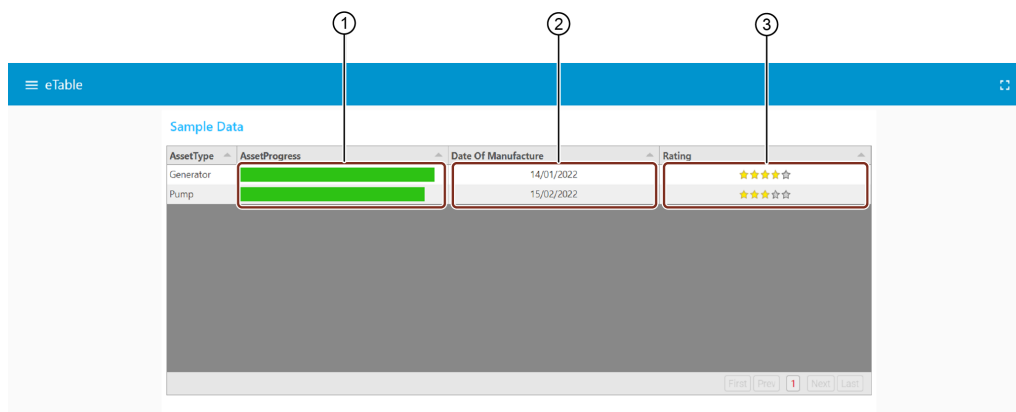 1 2 3
eTable
Sample Data
AssetType AssetProgress Date Of Manufacture Rating
Generator 14/01/2022
Pump 15/02/2022
First Prev 1 Next Last